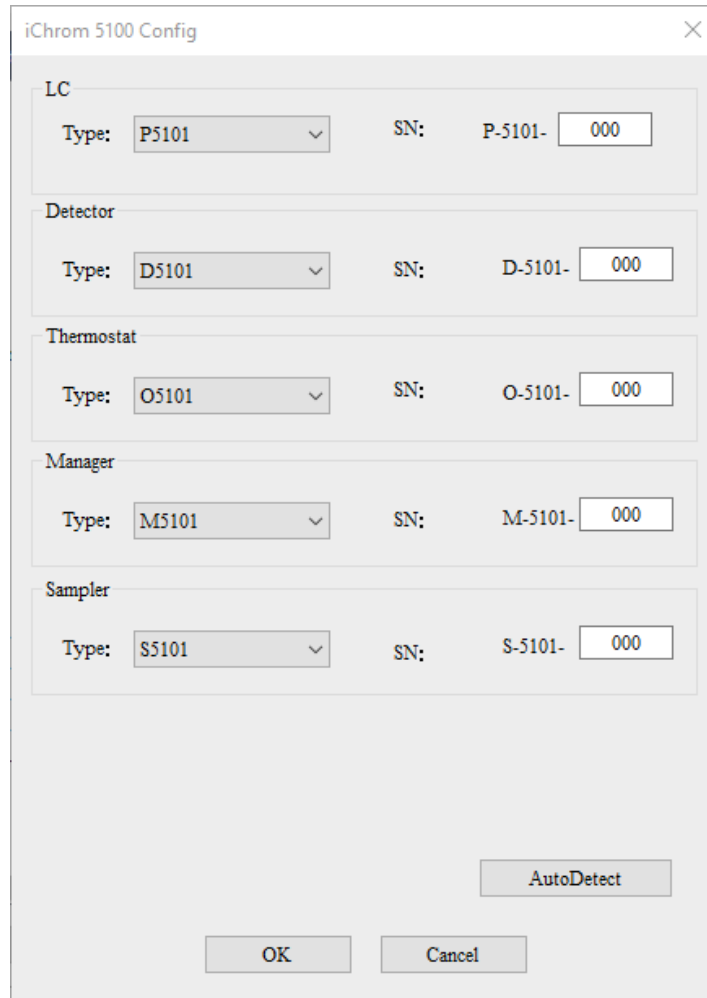 iChrom 5100 Config
LC
Type: P5101 SN: P-5101- 000
Detector
Type: D5101 SN: D-5101- 000
Thermostat
Type: O5101 SN: O-5101- 000
Manager
Type: M5101 SN: M-5101- 000
Sampler
Type: S5101 SN: S-5101- 000
AutoDetect
OK Cancel